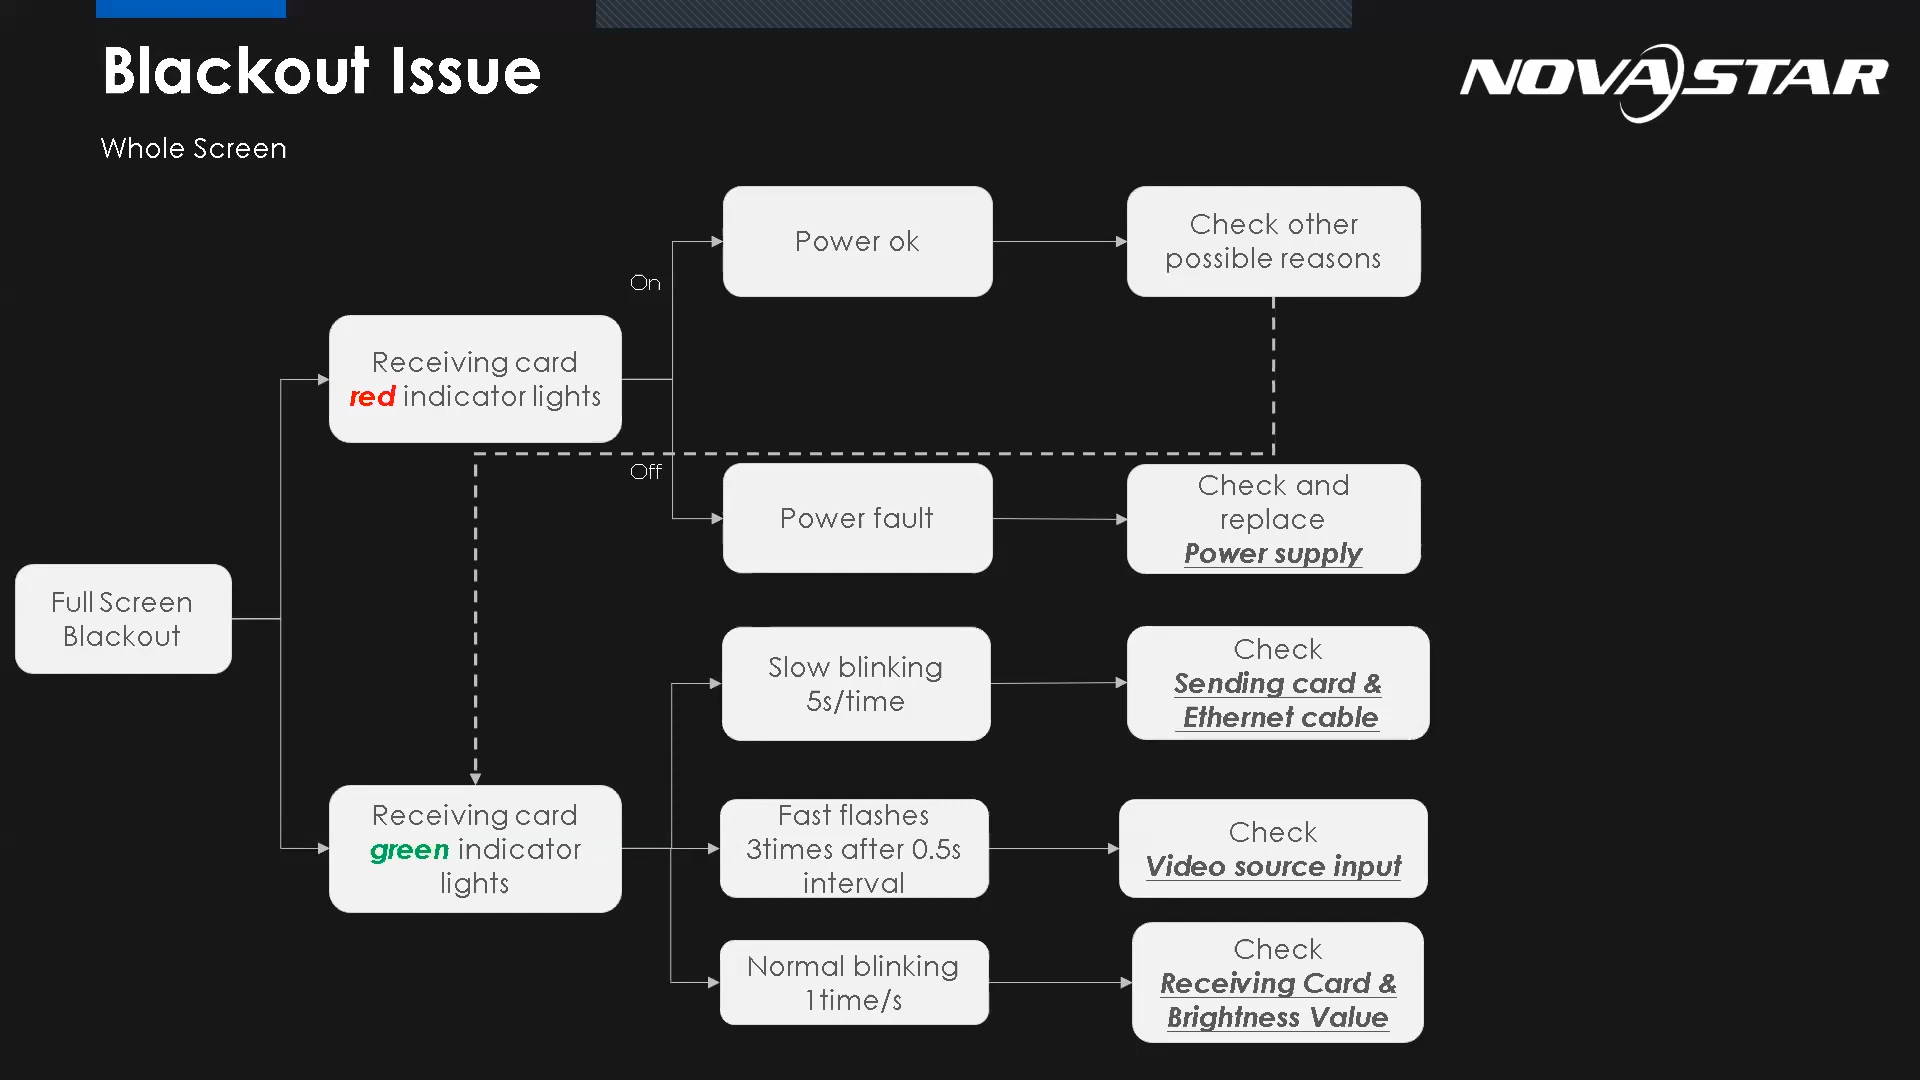 Blackout Issue
NOVASTAR
Whole Screen
Power ok
Check other
possible reasons
On
Receiving card
red indicator lights
Off
Power fault
Check and
replace
Power supply
Full Screen
Blackout
Slow blinking
5s/time
Check
Sending card &
Ethernet cable
Receiving card
green indicator
lights
Fast flashes
3times after 0.5s
interval
Check
Video source input
Normal blinking
1time/s
Check
Receiving Card &
Brightness Value